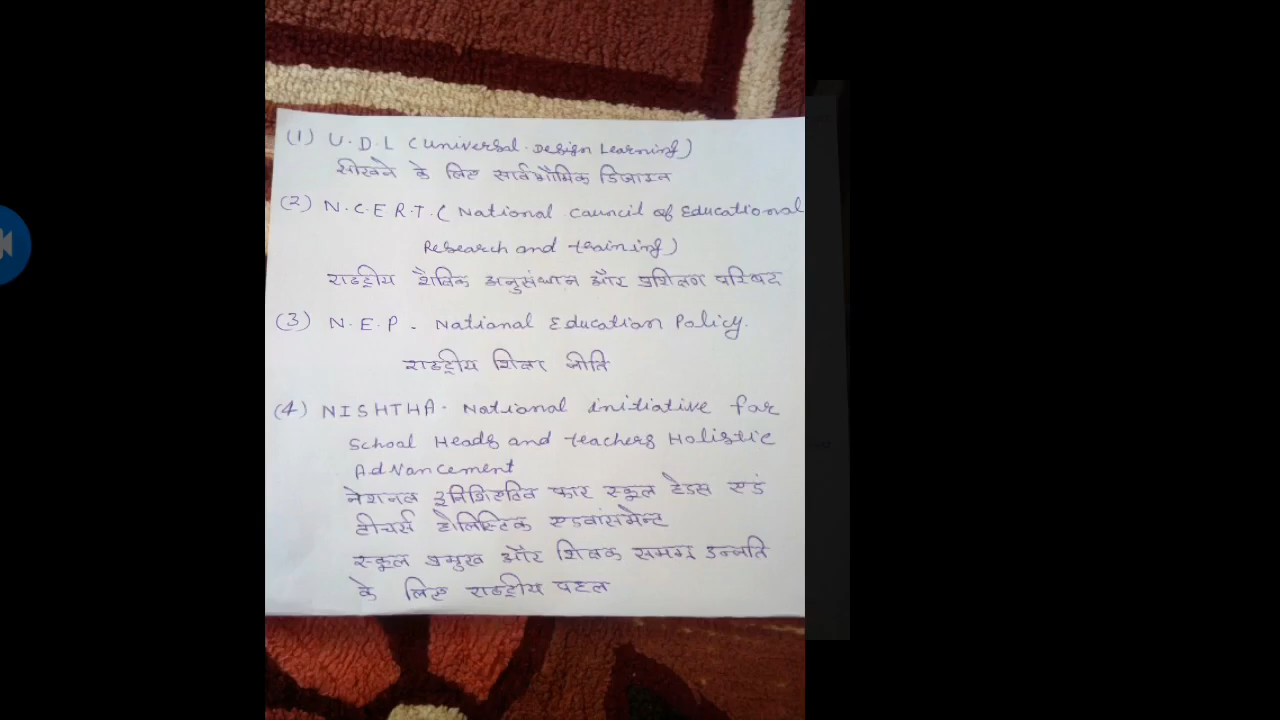 (1) U.D.L (Universal Design Learning)
सीखने के लिए सार्वभौमिक डिजाइन
(2) N.C.E.R.T. ( National Council of Educational
Research and training)
राष्ट्रीय शैक्षिक अनुसंधान और प्रशिक्षण परिषद
(3) N.E.P. National Education Policy.
राष्ट्रीय शिक्षा नीति
(4) NISHTHA. National initiative for
School Heads and teachers Holistic
Advancement
नेशनल इनिशिएटिव फार स्कूल हेडस एडं
टीचर्स होलिस्टिक एडवांसमेन्ट
स्कूल प्रमुख और शिक्षक समग्र उन्नति
के लिए राष्ट्रीय पहल